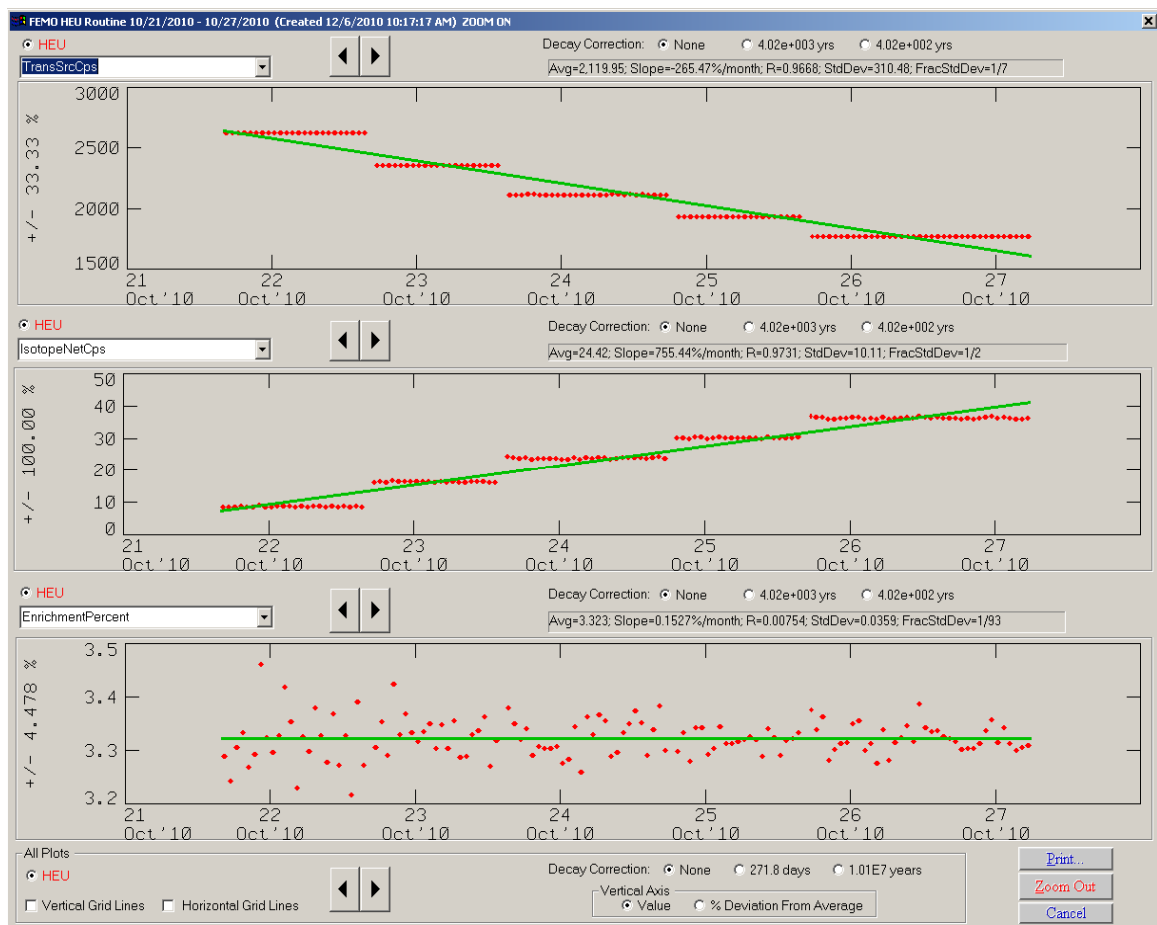 FEMO HEU Routine 10/21/2010 - 10/27/2010 (Created 12/6/2010 10:17:17 AM) ZOOM ON
HEU
Decay Correction: None 4.02e+003 yrs 4.02e+002 yrs
TransSrcCps
Avg=2,119.95; Slope=-265.47%/month; R=0.9668; StdDev=310.48; FracStdDev=1/7
+/- 33.33 %
3000
2500
2000
1500
21 22 23 24 25 26 27
Oct'10 Oct'10 Oct'10 Oct'10 Oct'10 Oct'10 Oct'10
HEU
Decay Correction: None 4.02e+003 yrs 4.02e+002 yrs
IsotopeNetCps
Avg=24.42; Slope=755.44%/month; R=0.9731; StdDev=10.11; FracStdDev=1/2
+/- 100.00 %
50
40
30
20
10
0
21 22 23 24 25 26 27
Oct'10 Oct'10 Oct'10 Oct'10 Oct'10 Oct'10 Oct'10
HEU
Decay Correction: None 4.02e+003 yrs 4.02e+002 yrs
EnrichmentPercent
Avg=3.323; Slope=0.1527%/month; R=0.00754; StdDev=0.0359; FracStdDev=1/93
+/- 4.478 %
3.5
3.4
3.3
3.2
21 22 23 24 25 26 27
Oct'10 Oct'10 Oct'10 Oct'10 Oct'10 Oct'10 Oct'10
All Plots
HEU
Decay Correction: None 271.8 days 1.01E7 years
Vertical Axis
Value % Deviation From Average
Vertical Grid Lines Horizontal Grid Lines
Print...
Zoom Out
Cancel